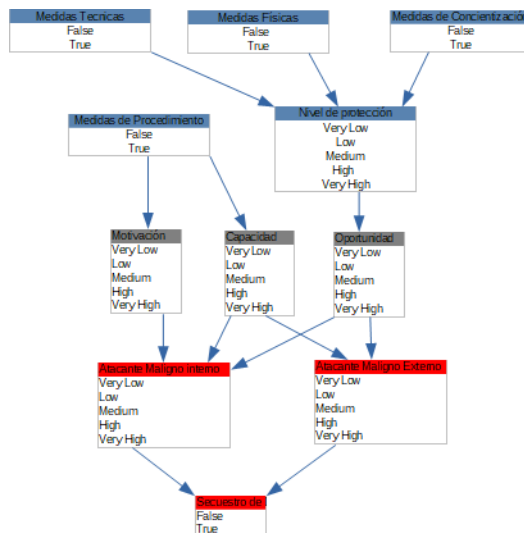 Medidas Tecnicas
False
True
Medidas Físicas
False
True
Medidas de Concientización
False
True
Nivel de protección
Very Low
Low
Medium
High
Very High
Medidas de Procedimiento
False
True
Motivación
Very Low
Low
Medium
High
Very High
Capacidad
Very Low
Low
Medium
High
Very High
Oportunidad
Very Low
Low
Medium
High
Very High
Atacante Maligno Interno
Very Low
Low
Medium
High
Very High
Atacante Maligno Externo
Very Low
Low
Medium
High
Very High
Secuestro de
False
True